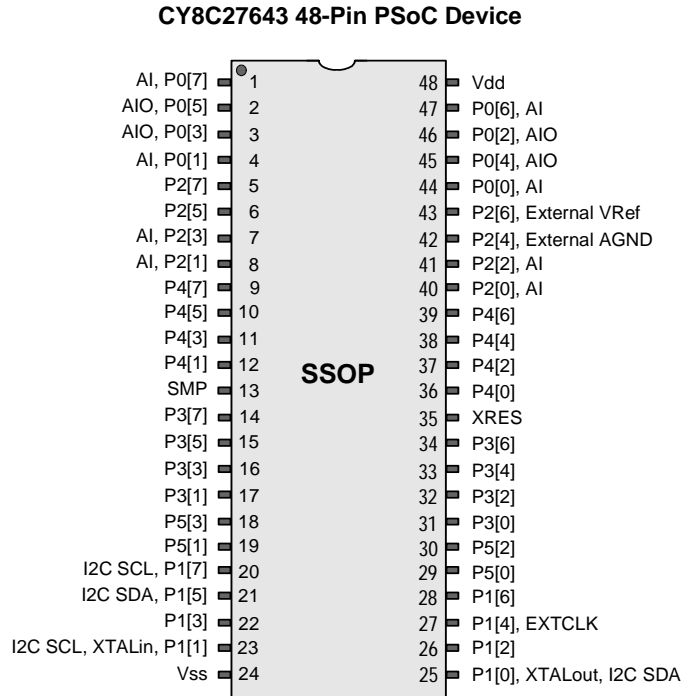 CY8C27643 48-Pin PSoC Device
AI, P0[7] 1 48 Vdd
AIO, P0[5] 2 47 P0[6], AI
AIO, P0[3] 3 46 P0[2], AIO
AI, P0[1] 4 45 P0[4], AIO
P2[7] 5 44 P0[0], AI
P2[5] 6 43 P2[6], External VRef
AI, P2[3] 7 42 P2[4], External AGND
AI, P2[1] 8 41 P2[2], AI
P4[7] 9 40 P2[0], AI
P4[5] 10 39 P4[6]
P4[3] 11 38 P4[4]
P4[1] 12 SSOP 37 P4[2]
SMP 13 36 P4[0]
P3[7] 14 35 XRES
P3[5] 15 34 P3[6]
P3[3] 16 33 P3[4]
P3[1] 17 32 P3[2]
P5[3] 18 31 P3[0]
P5[1] 19 30 P5[2]
I2C SCL, P1[7] 20 29 P5[0]
I2C SDA, P1[5] 21 28 P1[6]
P1[3] 22 27 P1[4], EXTCLK
I2C SCL, XTALin, P1[1] 23 26 P1[2]
Vss 24 25 P1[0], XTALout, I2C SDA